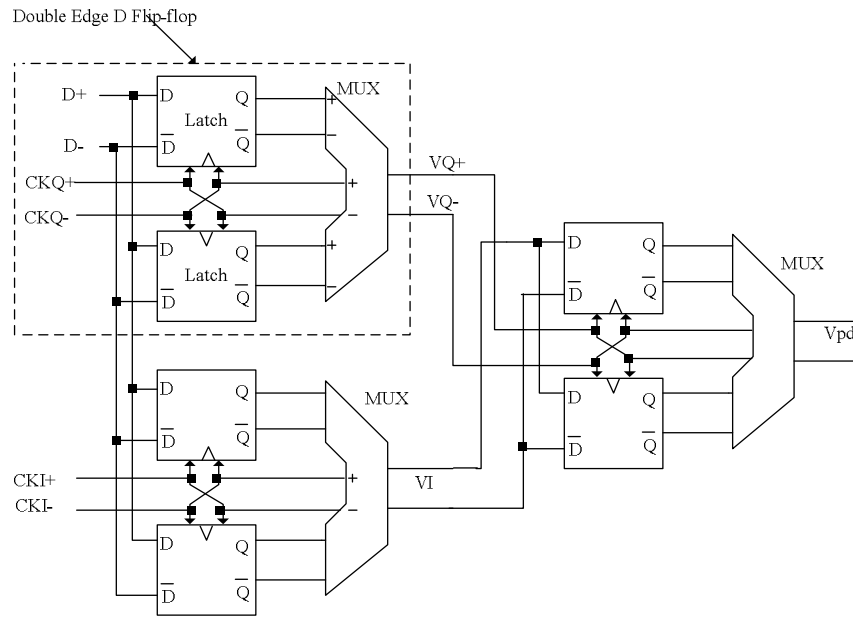 Double Edge D Flip-flop
D+
D-
CKQ+
CKQ-
D
Q
Latch
D
Q
D
Q
Latch
D
Q
MUX
+
−
+
−
+
−
VQ+
VQ-
D
Q
D
Q
D
Q
D
Q
MUX
Vpd
CKI+
CKI-
D
Q
D
Q
D
Q
D
Q
MUX
+
−
VI